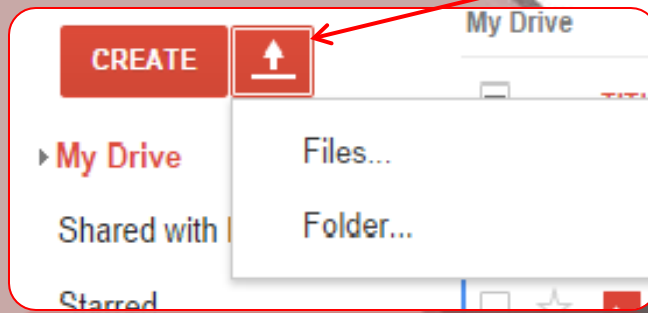 My Drive
CREATE
My Drive
Files...
Shared with
Folder...
Starred